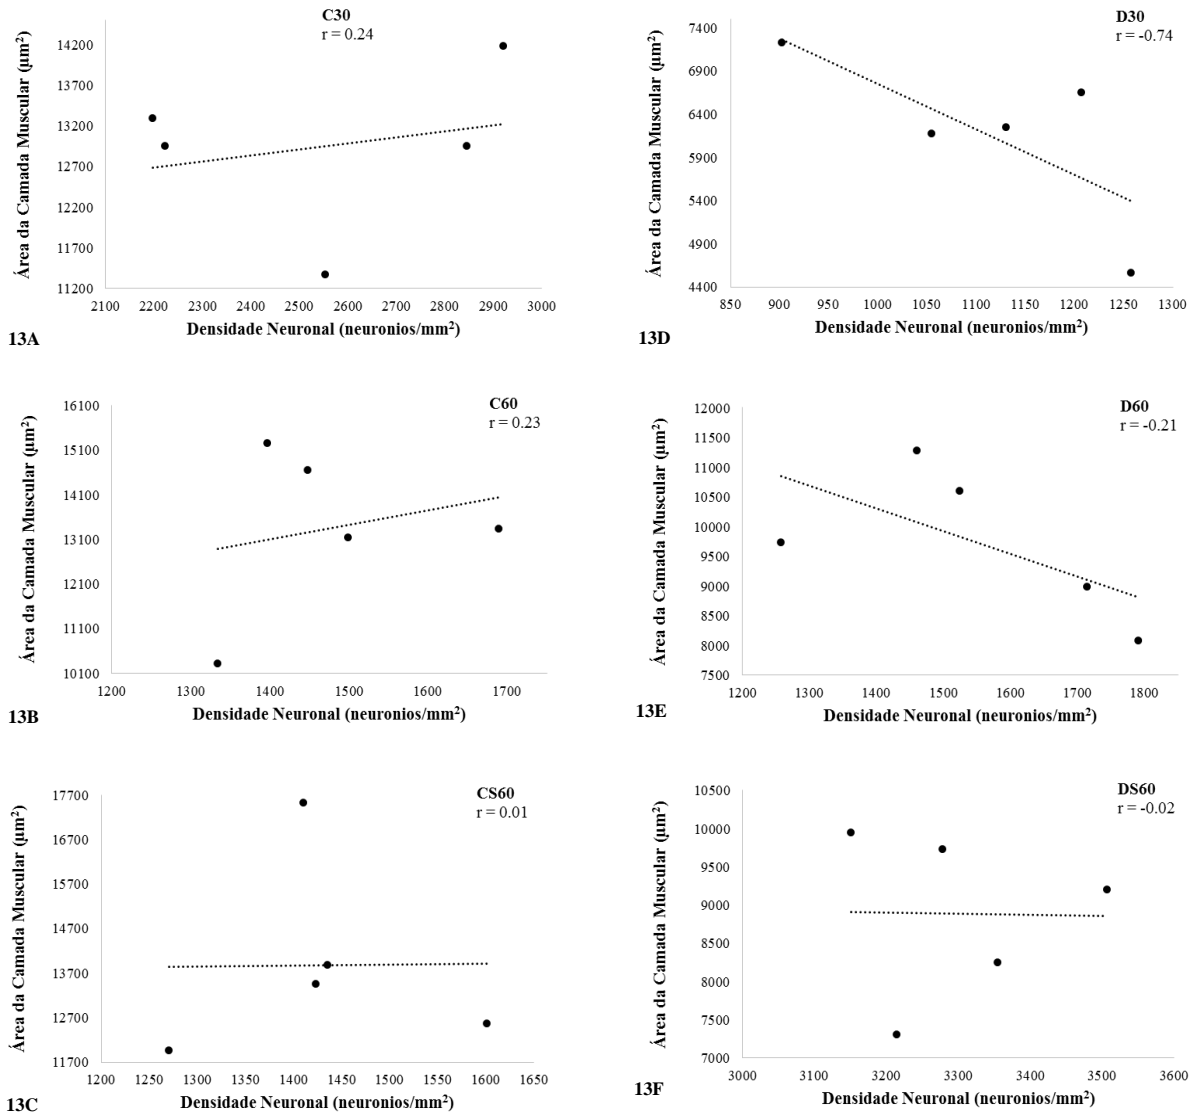 C30
r = 0.24
Área da Camada Muscular (µm²)
14200
13700
13200
12700
12200
11700
11200
2100 2200 2300 2400 2500 2600 2700 2800 2900 3000
Densidade Neuronal (neuronios/mm²)
13A
D30
r = -0.74
Área da Camada Muscular (µm²)
7400
6900
6400
5900
5400
4900
4400
850 900 950 1000 1050 1100 1150 1200 1250 1300
Densidade Neuronal (neuronios/mm²)
13D
C60
r = 0.23
Área da Camada Muscular (µm²)
16100
15100
14100
13100
12100
11100
10100
1200 1300 1400 1500 1600 1700
Densidade Neuronal (neuronios/mm²)
13B
D60
r = -0.21
Área da Camada Muscular (µm²)
12000
11500
11000
10500
10000
9500
9000
8500
8000
7500
1200 1300 1400 1500 1600 1700 1800
Densidade Neuronal (neuronios/mm²)
13E
CS60
r = 0.01
Área da Camada Muscular (µm²)
17700
16700
15700
14700
13700
12700
11700
1200 1250 1300 1350 1400 1450 1500 1550 1600 1650
Densidade Neuronal (neuronios/mm²)
13C
DS60
r = -0.02
Área da Camada Muscular (µm²)
10500
10000
9500
9000
8500
8000
7500
7000
3000 3100 3200 3300 3400 3500 3600
Densidade Neuronal (neuronios/mm²)
13F